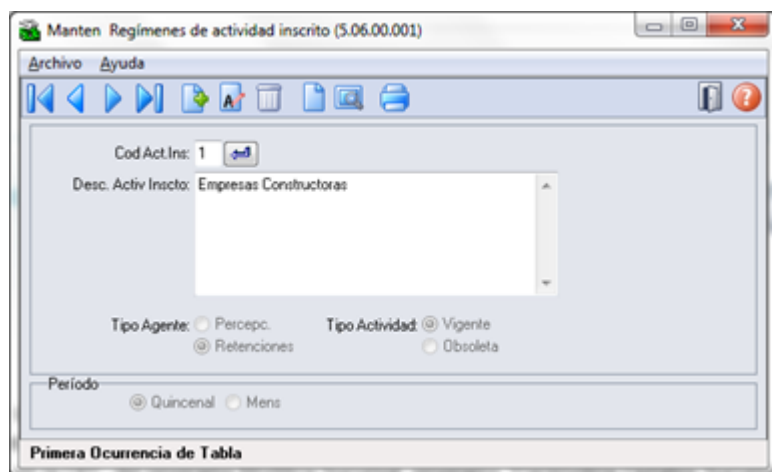 Manten Regímenes de actividad inscrito (5.06.00.001)
Archivo Ayuda
Cod Act.Ins: 1
Desc. Activ Inscto: Empresas Constructoras
Tipo Agente: Percepc. Tipo Actividad: Vigente
Retenciones Obsoleta
Período
Quincenal Mens
Primera Ocurrencia de Tabla